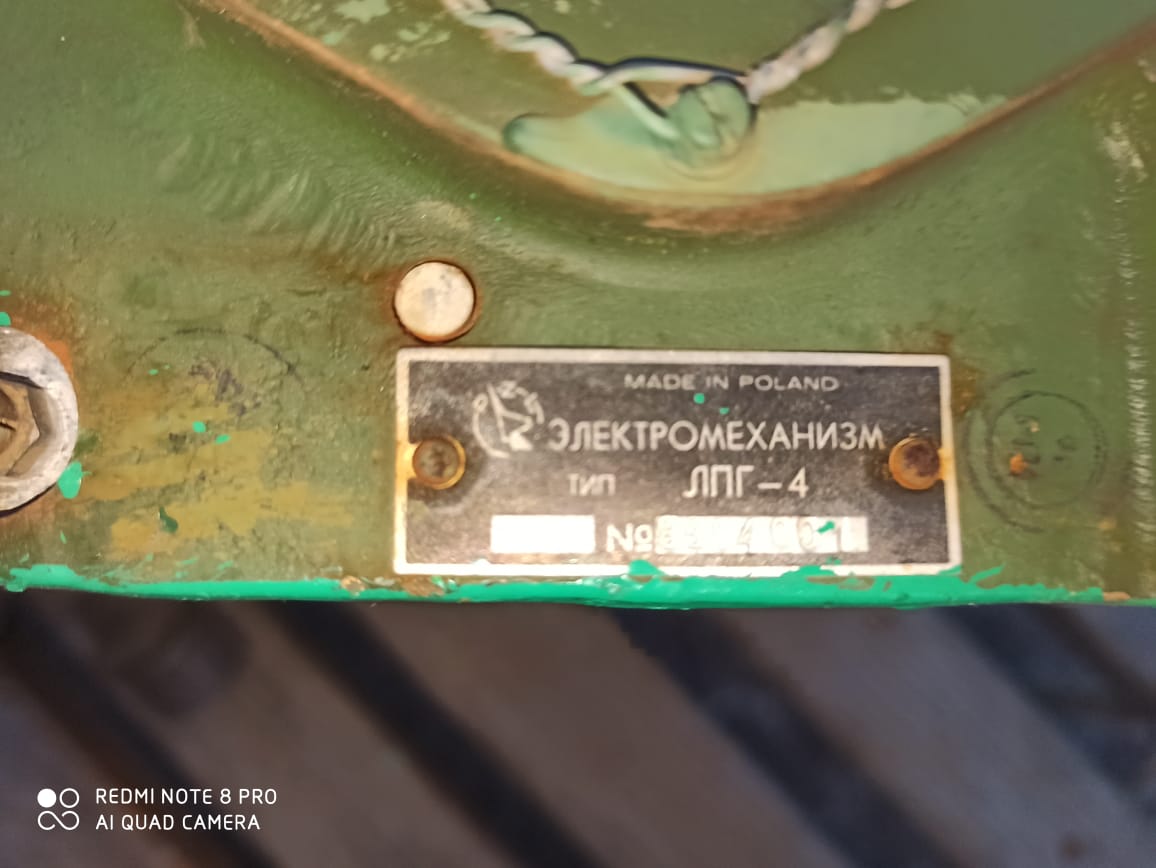 MADE IN POLAND
ЭЛЕКТРОМЕХАНИЗМ
ТИП ЛПГ-4
№
REDMI NOTE 8 PRO
AI QUAD CAMERA